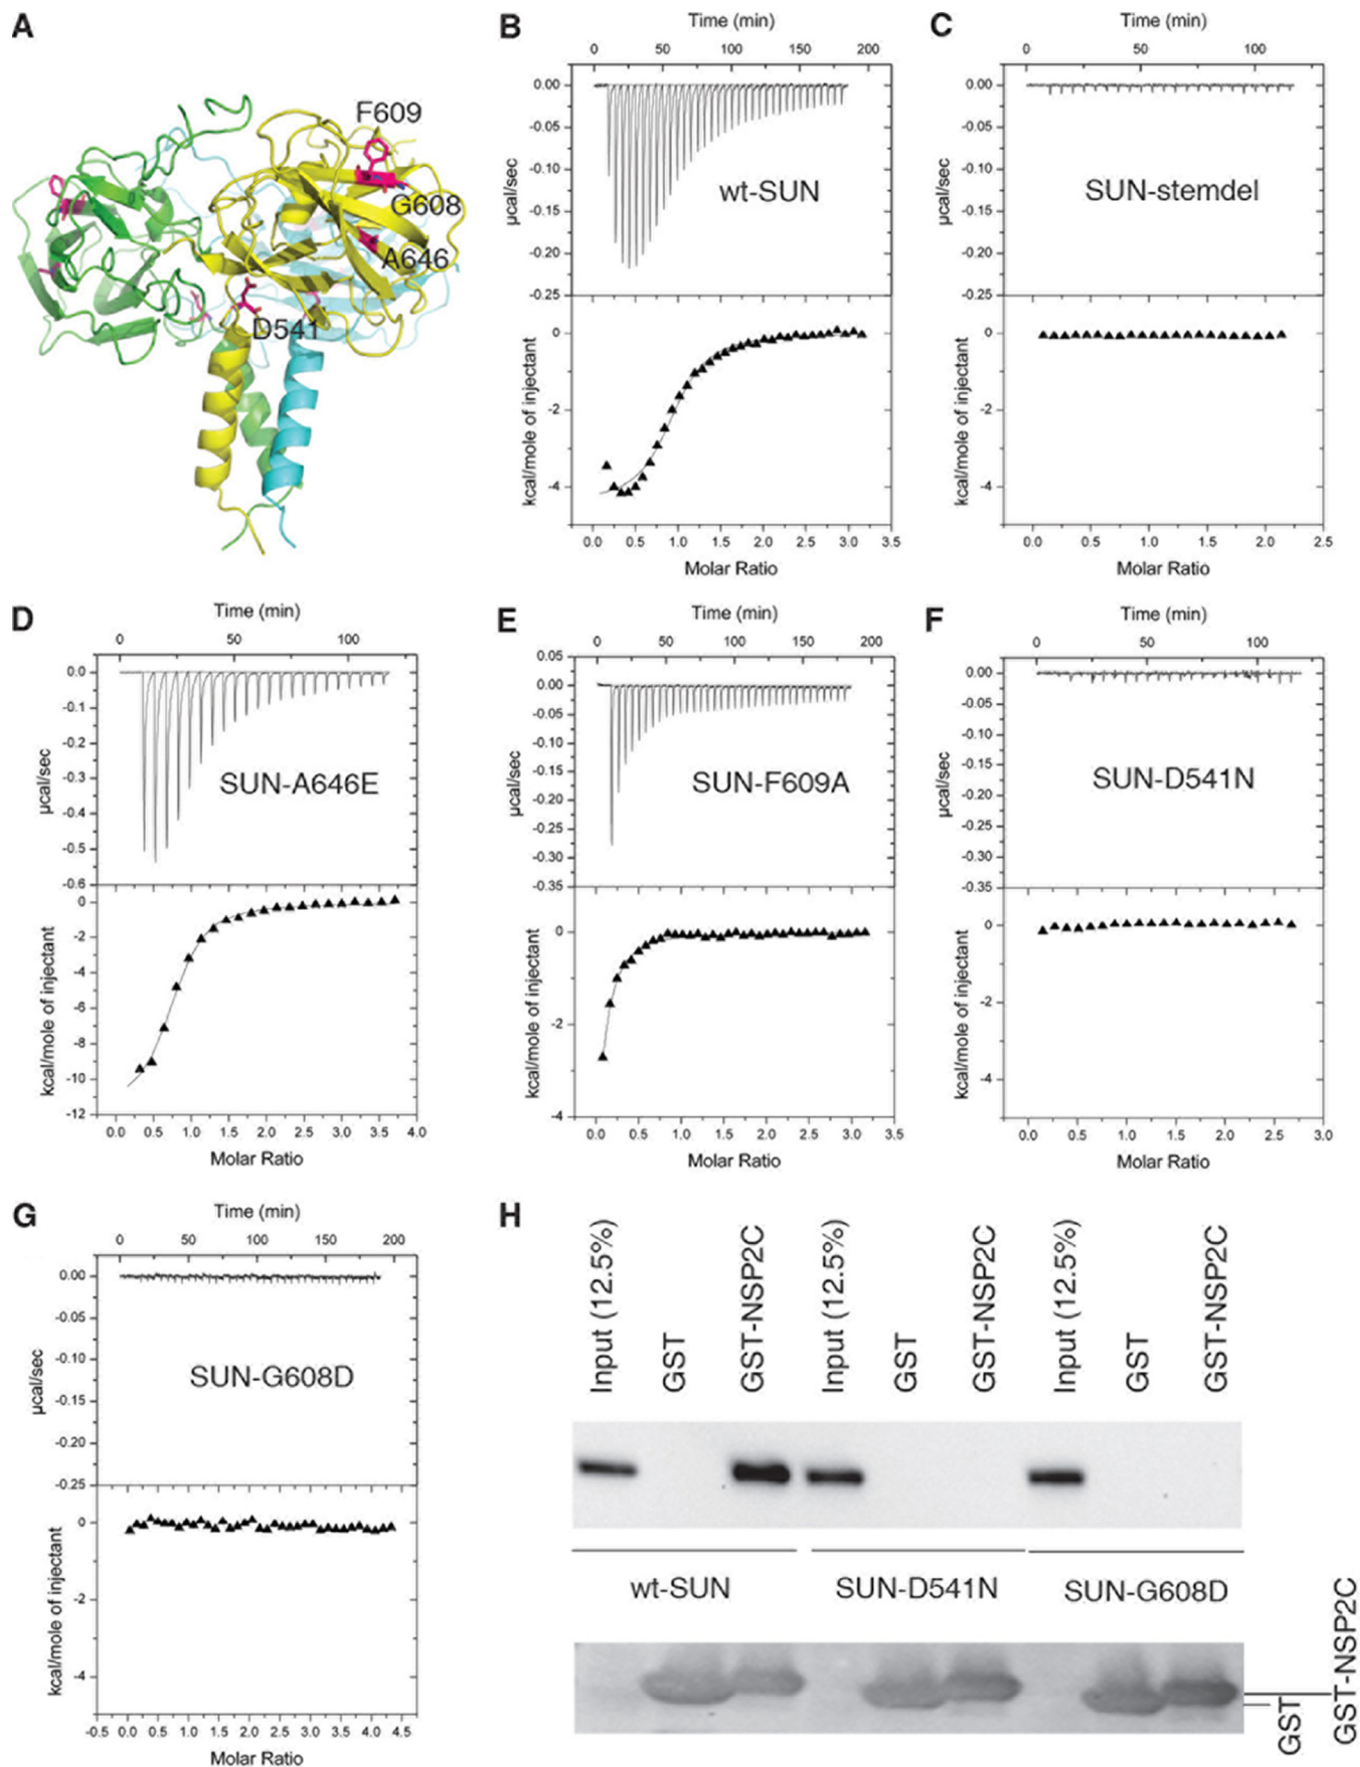 A
F609
G608
A646
D541
B
Time (min)
0 50 100 150 200
0.00
-0.05
-0.10
-0.15
-0.20
-0.25
µcal/sec
wt-SUN
0
-2
-4
kcal/mole of injectant
0.0 0.5 1.0 1.5 2.0 2.5 3.0 3.5
Molar Ratio
C
Time (min)
0 50 100
0.00
-0.05
-0.10
-0.15
-0.20
-0.25
µcal/sec
SUN-stemdel
0
-2
-4
kcal/mole of injectant
0.0 0.5 1.0 1.5 2.0 2.5
Molar Ratio
D
Time (min)
0 50 100
0.0
-0.1
-0.2
-0.3
-0.4
-0.5
-0.6
µcal/sec
SUN-A646E
0
-2
-4
-6
-8
-10
-12
kcal/mole of injectant
0.0 0.5 1.0 1.5 2.0 2.5 3.0 3.5 4.0
Molar Ratio
E
Time (min)
0 50 100 150 200
0.05
0.00
-0.05
-0.10
-0.15
-0.20
-0.25
-0.30
-0.35
µcal/sec
SUN-F609A
0
-2
-4
kcal/mole of injectant
0.0 0.5 1.0 1.5 2.0 2.5 3.0 3.5
Molar Ratio
F
Time (min)
0 50 100
0.00
-0.05
-0.10
-0.15
-0.20
-0.25
-0.30
-0.35
µcal/sec
SUN-D541N
0
-2
-4
kcal/mole of injectant
0.0 0.5 1.0 1.5 2.0 2.5 3.0
Molar Ratio
G
Time (min)
0 50 100 150 200
0.00
-0.05
-0.10
-0.15
-0.20
-0.25
µcal/sec
SUN-G608D
0
-2
-4
kcal/mole of injectant
-0.5 0.0 0.5 1.0 1.5 2.0 2.5 3.0 3.5 4.0 4.5
Molar Ratio
H
Input (12.5%)
GST
GST-NSP2C
Input (12.5%)
GST
GST-NSP2C
Input (12.5%)
GST
GST-NSP2C
wt-SUN
SUN-D541N
SUN-G608D
GST
GST-NSP2C